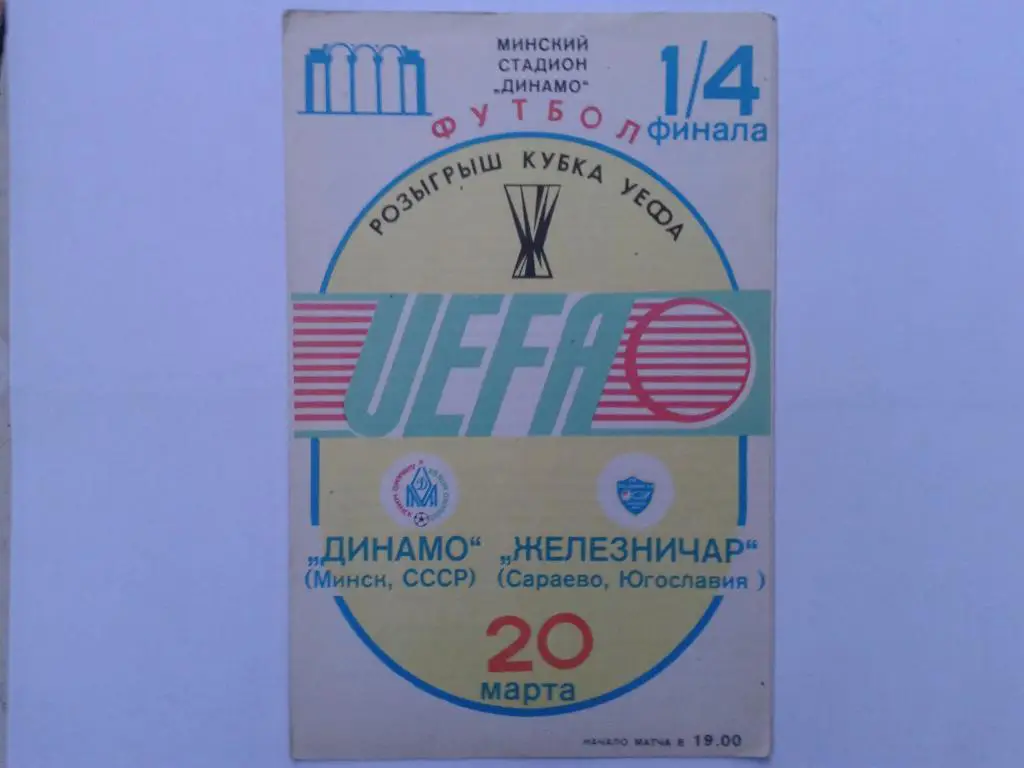 МИНСКИЙ
СТАДИОН
„ДИНАМО“
1/4
финала
ФУТБОЛ
РОЗЫГРЫШ КУБКА УЕФА
UEFA
„ДИНАМО“ „ЖЕЛЕЗНИЧАР“
(Минск, СССР) (Сараево, Югославия )
20
марта
НАЧАЛО МАТЧА В 19.00